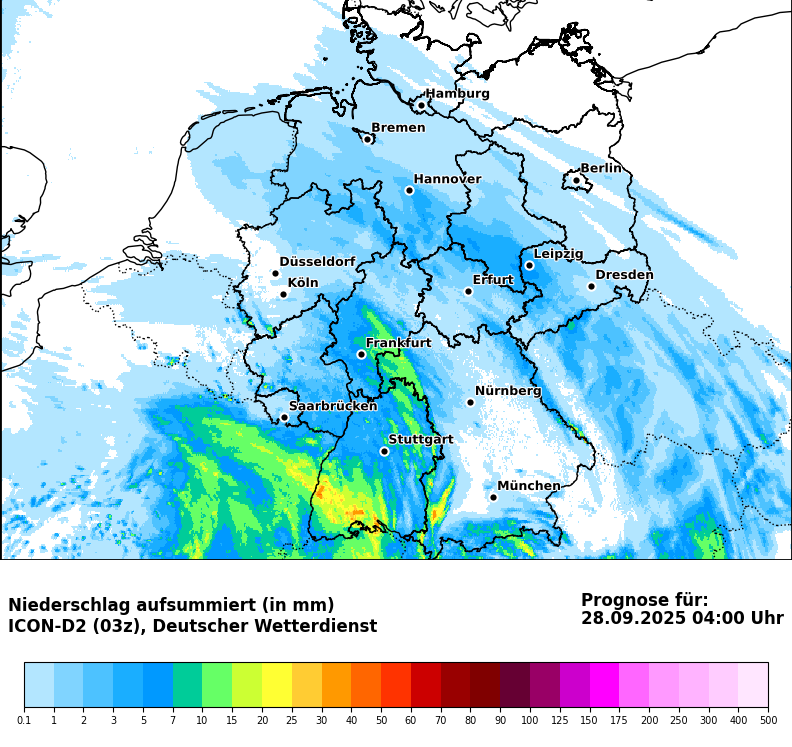 Hamburg
Bremen
Berlin
Hannover
Düsseldorf
Leipzig
Köln
Erfurt
Dresden
Frankfurt
Nürnberg
Saarbrücken
Stuttgart
München
Niederschlag aufsummiert (in mm)
ICON-D2 (03z), Deutscher Wetterdienst
Prognose für:
28.09.2025 04:00 Uhr
0.1 1 2 3 5 7 10 15 20 25 30 40 50 60 70 80 90 100 125 150 175 200 250 300 400 500